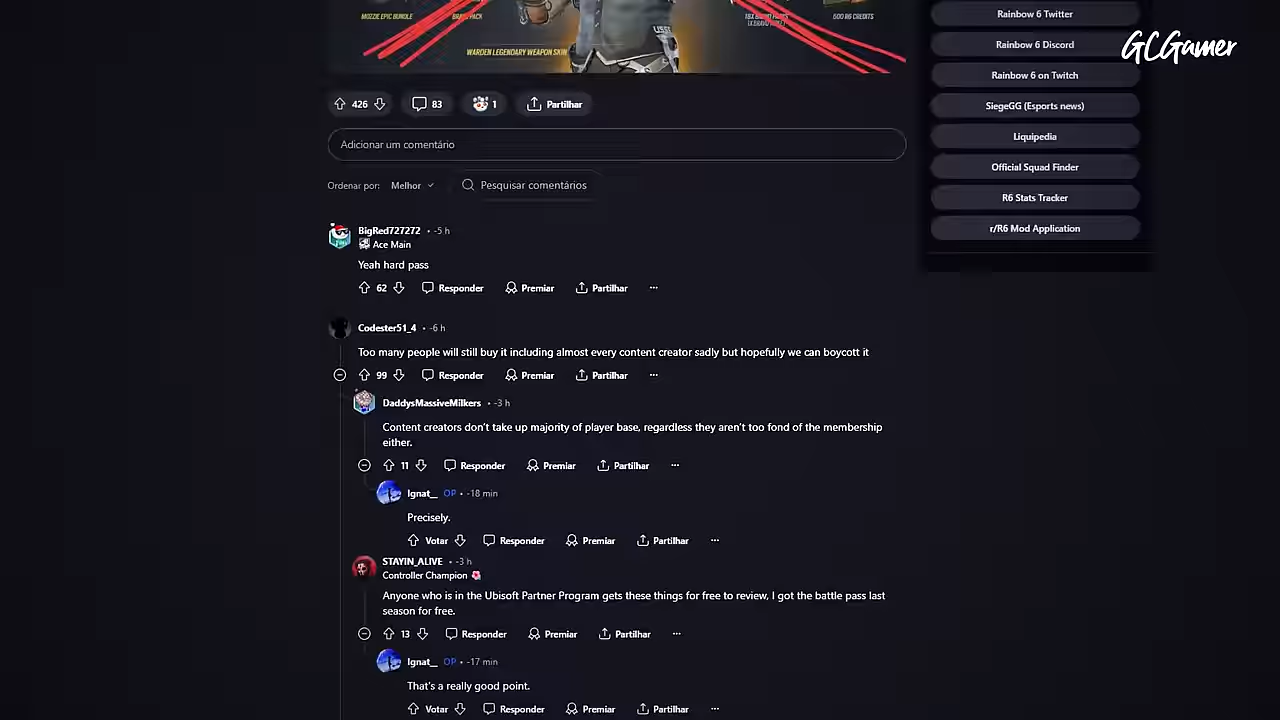 MOZZIE EPIC BUNDLE
PACK
600 R6 CREDITS
WARDEN LEGENDARY WEAPON SKIN
Rainbow 6 Twitter
Rainbow 6 Discord
GCGamer
Rainbow 6 on Twitch
426
83
1
Partilhar
SiegeGG (Esports news)
Adicionar um comentário
Liquipedia
Official Squad Finder
Ordenar por:
Melhor
Pesquisar comentários
R6 Stats Tracker
r/R6 Mod Application
BigRed727272 • -5 h
Ace Main
Yeah hard pass
62 Responder Premiar Partilhar ...
Codester51_4 • -6 h
Too many people will still buy it including almost every content creator sadly but hopefully we can boycott it
99 Responder Premiar Partilhar ...
DaddysMassiveMilkers • -3 h
Content creators don't take up majority of player base, regardless they aren't too fond of the membership
either.
11 Responder Premiar Partilhar ...
Ignat__ OP • -18 min
Precisely.
Votar Responder Premiar Partilhar ...
STAYIN_ALIVE • -3 h
Controller Champion
Anyone who is in the Ubisoft Partner Program gets these things for free to review, I got the battle pass last
season for free.
13 Responder Premiar Partilhar ...
Ignat__ OP • -17 min
That's a really good point.
Votar Responder Premiar Partilhar ...